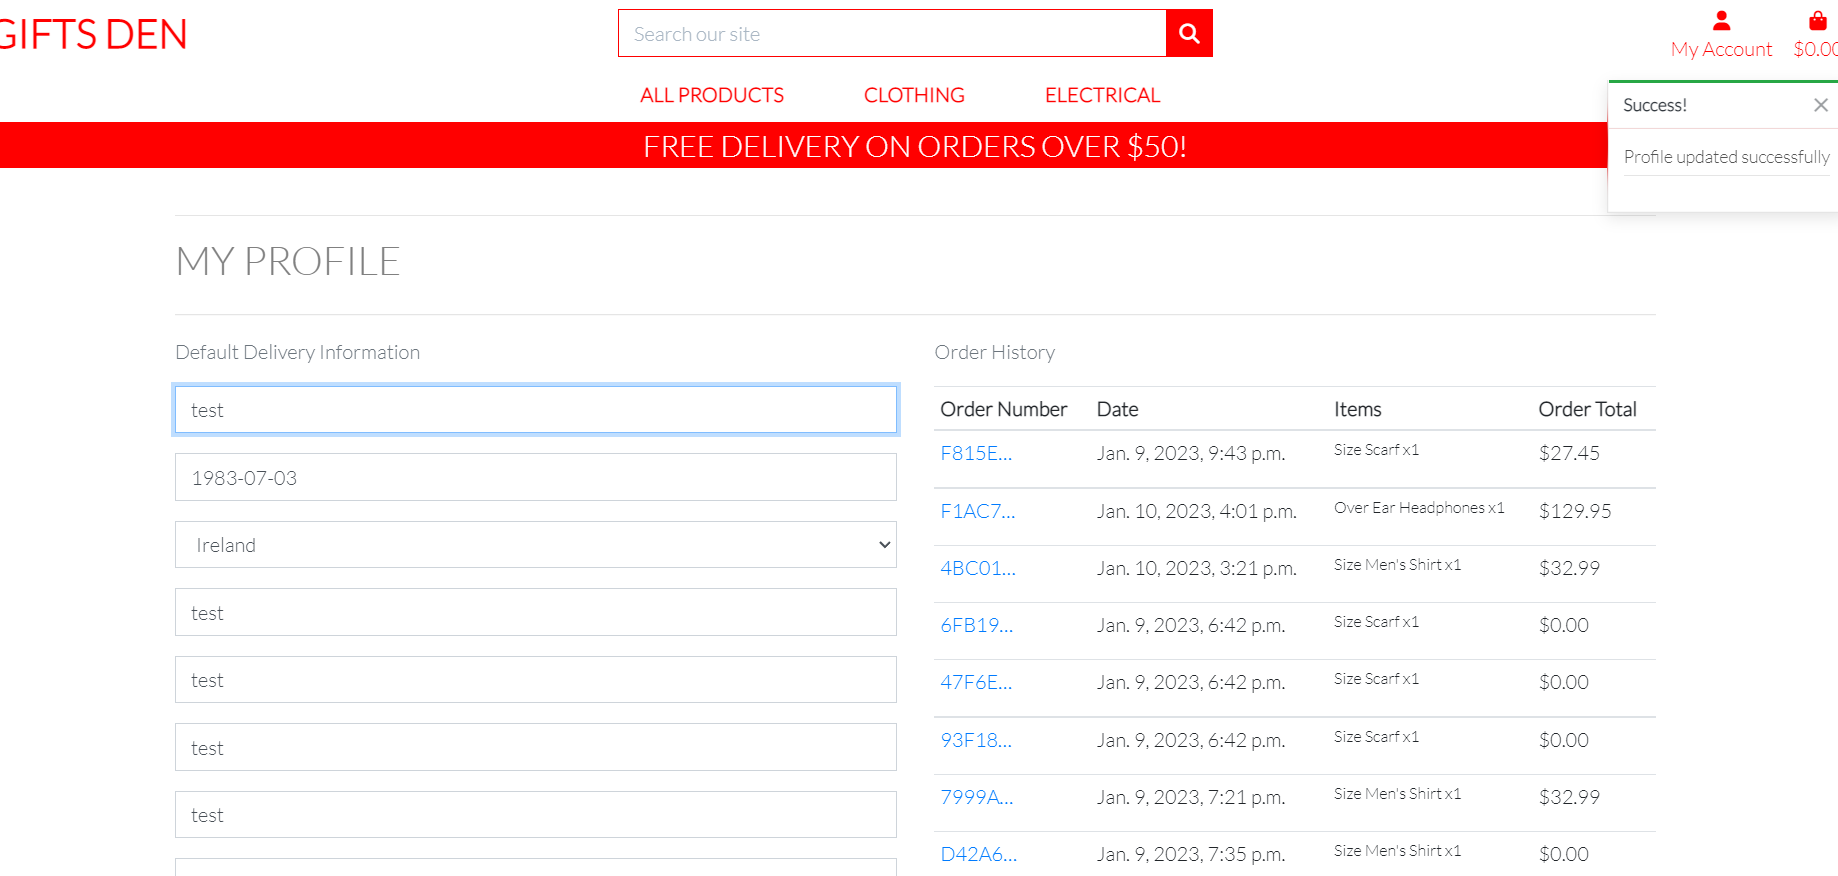 GIFTS DEN
Search our site
My Account
$0.00
ALL PRODUCTS CLOTHING ELECTRICAL
Success!
Profile updated successfully
FREE DELIVERY ON ORDERS OVER $50!
MY PROFILE
Default Delivery Information
test
1983-07-03
Ireland
test
test
test
test
Order History
Order Number Date Items Order Total
F815E... Jan. 9, 2023, 9:43 p.m. Size Scarf x1 $27.45
F1AC7... Jan. 10, 2023, 4:01 p.m. Over Ear Headphones x1 $129.95
4BC01... Jan. 10, 2023, 3:21 p.m. Size Men's Shirt x1 $32.99
6FB19... Jan. 9, 2023, 6:42 p.m. Size Scarf x1 $0.00
47F6E... Jan. 9, 2023, 6:42 p.m. Size Scarf x1 $0.00
93F18... Jan. 9, 2023, 6:42 p.m. Size Scarf x1 $0.00
7999A... Jan. 9, 2023, 7:21 p.m. Size Men's Shirt x1 $32.99
D42A6... Jan. 9, 2023, 7:35 p.m. Size Men's Shirt x1 $0.00